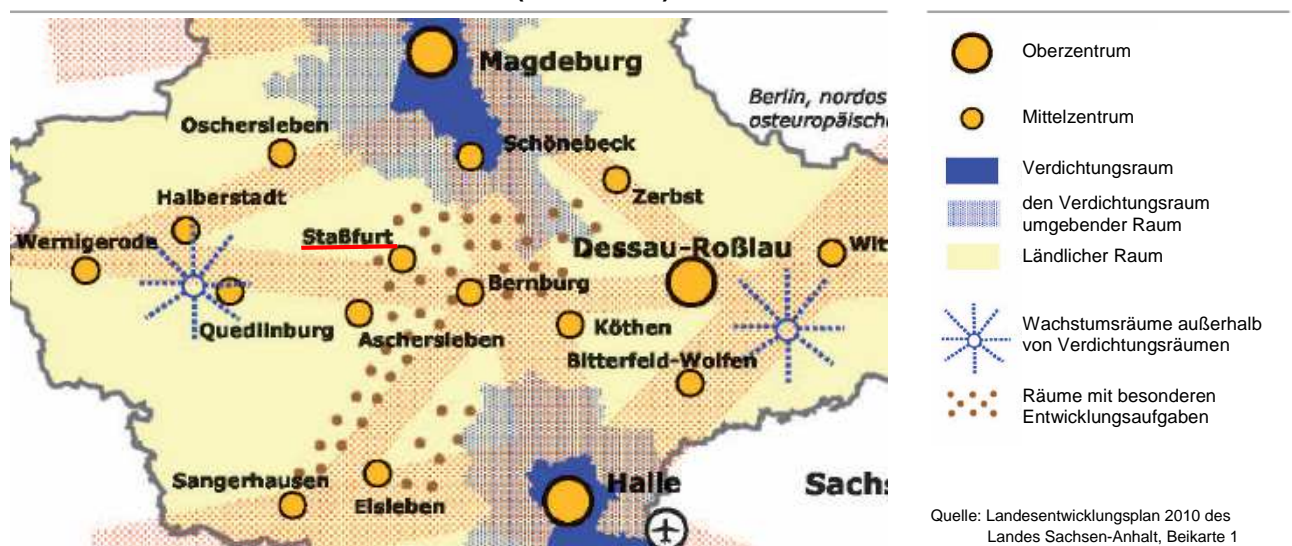 Magdeburg
Berlin, nordos
osteuropäische
Oschersleben
Schönebeck
Zerbst
Halberstadt
Wernigerode
Staßfurt
Dessau-Roßlau
Wit
Bernburg
Quedlinburg
Aschersleben
Köthen
Bitterfeld-Wolfen
Sangerhausen
Eisleben
Halle
Sachs
Oberzentrum
Mittelzentrum
Verdichtungsraum
den Verdichtungsraum
umgebender Raum
Ländlicher Raum
Wachstumsräume außerhalb
von Verdichtungsräumen
Räume mit besonderen
Entwicklungsaufgaben
Quelle: Landesentwicklungsplan 2010 des
Landes Sachsen-Anhalt, Beikarte 1